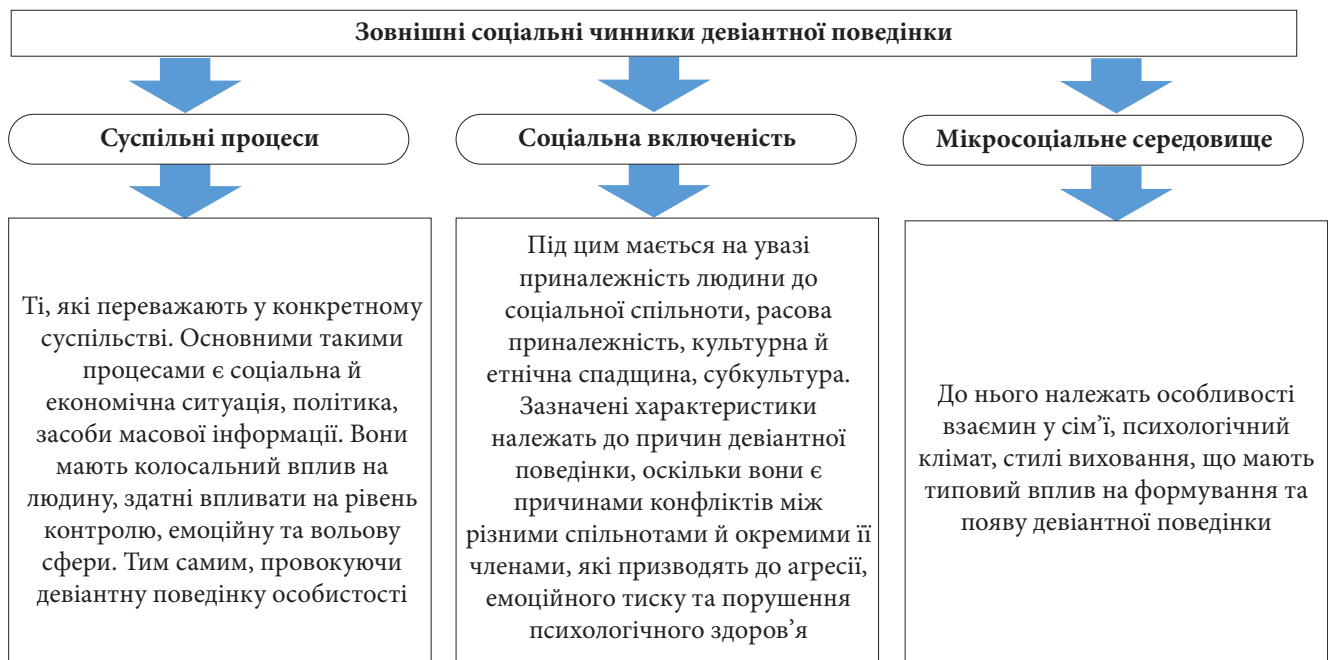 Зовнішні соціальні чинники девіантної поведінки
Суспільні процеси
Соціальна включеність
Мікросоціальне середовище
Ті, які переважають у конкретному
суспільстві. Основними такими
процесами є соціальна й
економічна ситуація, політика,
засоби масової інформації. Вони
мають колосальний вплив на
людину, здатні впливати на рівень
контролю, емоційну та вольову
сфери. Тим самим, провокуючи
девіантну поведінку особистості
Під цим мається на увазі
приналежність людини до
соціальної спільноти, расова
приналежність, культурна й
етнічна спадщина, субкультура.
Зазначені характеристики
належать до причин девіантної
поведінки, оскільки вони є
причинами конфліктів між
різними спільнотами й окремими її
членами, які призводять до агресії,
емоційного тиску та порушення
психологічного здоров’я
До нього належать особливості
взаємин у сім’ї, психологічний
клімат, стилі виховання, що мають
типовий вплив на формування та
появу девіантної поведінки